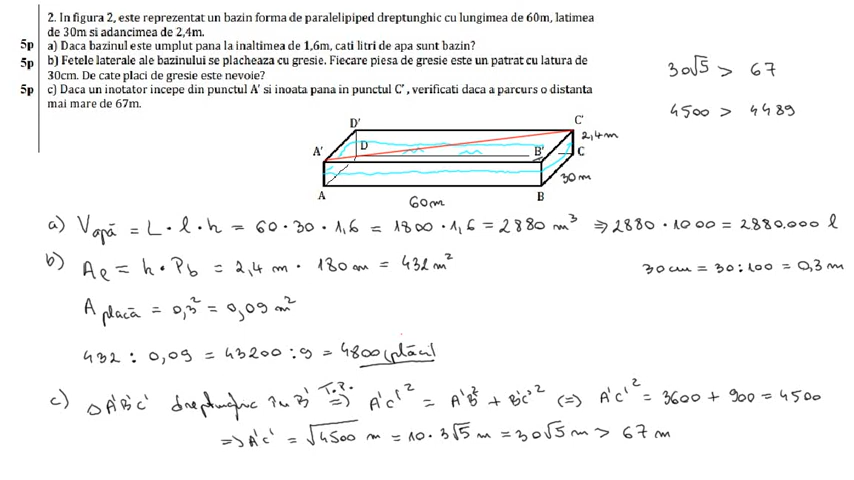 2. In figura 2, este reprezentat un bazin forma de paralelipiped dreptunghic cu lungimea de 60m, latimea
de 30m si adancimea de 2,4m.
5p a) Daca bazinul este umplut pana la inaltimea de 1,6m, cati litri de apa sunt bazin?
5p b) Fetele laterale ale bazinului se placheaza cu gresie. Fiecare piesa de gresie este un patrat cu latura de
30cm. De cate placi de gresie este nevoie?
5p c) Daca un inotator incepe din punctul A' si inoata pana in punctul C', verificati daca a parcurs o distanta
mai mare de 67m.
30√5 > 67
4500 > 4489
D' C'
2,4m
A' D B' C
30m
A 60m B
a) Vapă = L · l · h = 60 · 30 · 1,6 = 1800 · 1,6 = 2880 m³ ⇒ 2880 · 1000 = 2880.000 l
b) Aℓ = h · Pb = 2,4 m · 180 m = 432 m²
30cm = 30:100 = 0,3 m
A placă = 0,3² = 0,09 m²
432 : 0,09 = 43200 : 9 = 4800 (plăci)
c) △A'B'C' dreptunghic în B' T.P. ⇒ A'C'² = A'B'² + B'C'² (=) A'C'² = 3600 + 900 = 4500
⇒ A'C' = √4500 m = 10 · 3√5 m = 30√5 m > 67 m